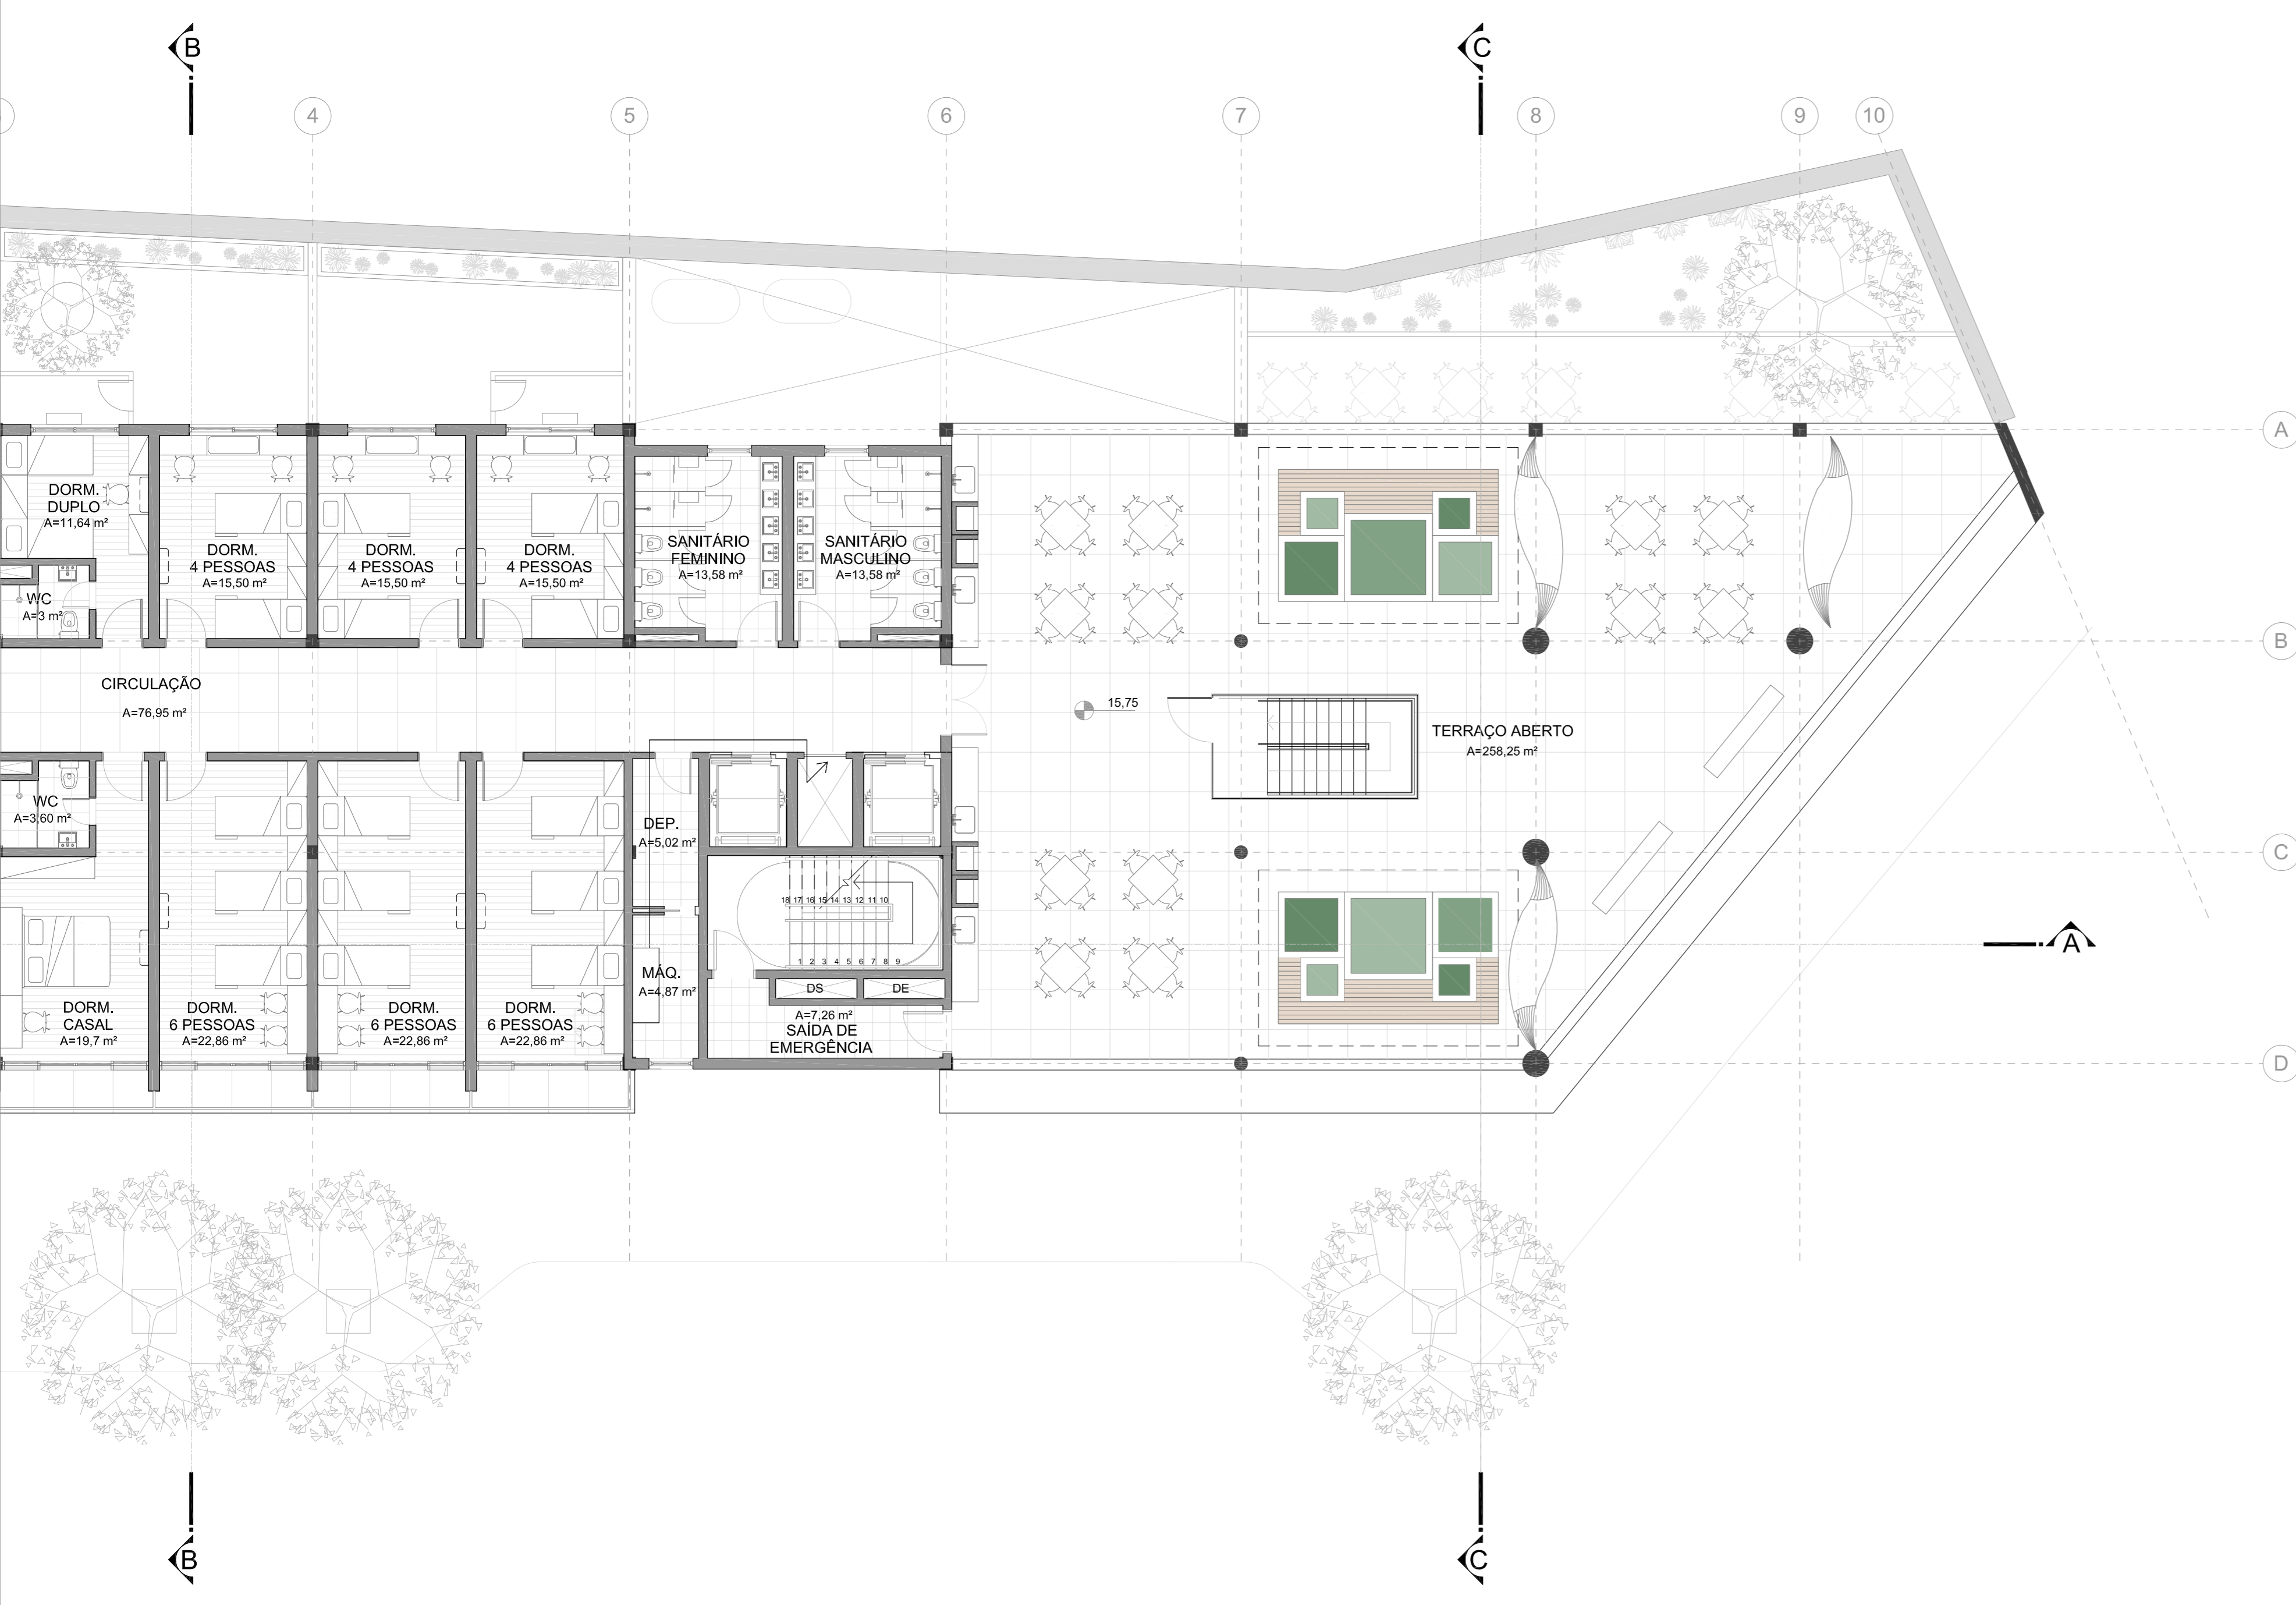 B
C
4
5
6
7
8
9
10
A
DORM.
DUPLO
A=11,64 m²
DORM.
4 PESSOAS
A=15,50 m²
DORM.
4 PESSOAS
A=15,50 m²
DORM.
4 PESSOAS
A=15,50 m²
SANITÁRIO
FEMININO
A=13,58 m²
SANITÁRIO
MASCULINO
A=13,58 m²
WC
A=3 m²
B
CIRCULAÇÃO
A=76,95 m²
15,75
TERRAÇO ABERTO
A=258,25 m²
WC
A=3,60 m²
DEP.
A=5,02 m²
C
18 17 16 15 14 13 12 11 10
1 2 3 4 5 6 7 8 9
A
MÁQ.
A=4,87 m²
DS
DE
DORM.
CASAL
A=19,7 m²
DORM.
6 PESSOAS
A=22,86 m²
DORM.
6 PESSOAS
A=22,86 m²
DORM.
6 PESSOAS
A=22,86 m²
A=7,26 m²
SAÍDA DE
EMERGÊNCIA
D
B
C